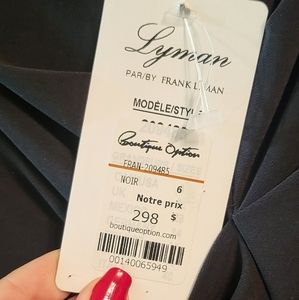 Lyman
PAR/BY FRANK LYMAN
MODÈLE/STYLE
209485
Boutique Option
FRAN-209485
NOIR 6
Notre prix
298 $
boutiqueoption.com
00140065949